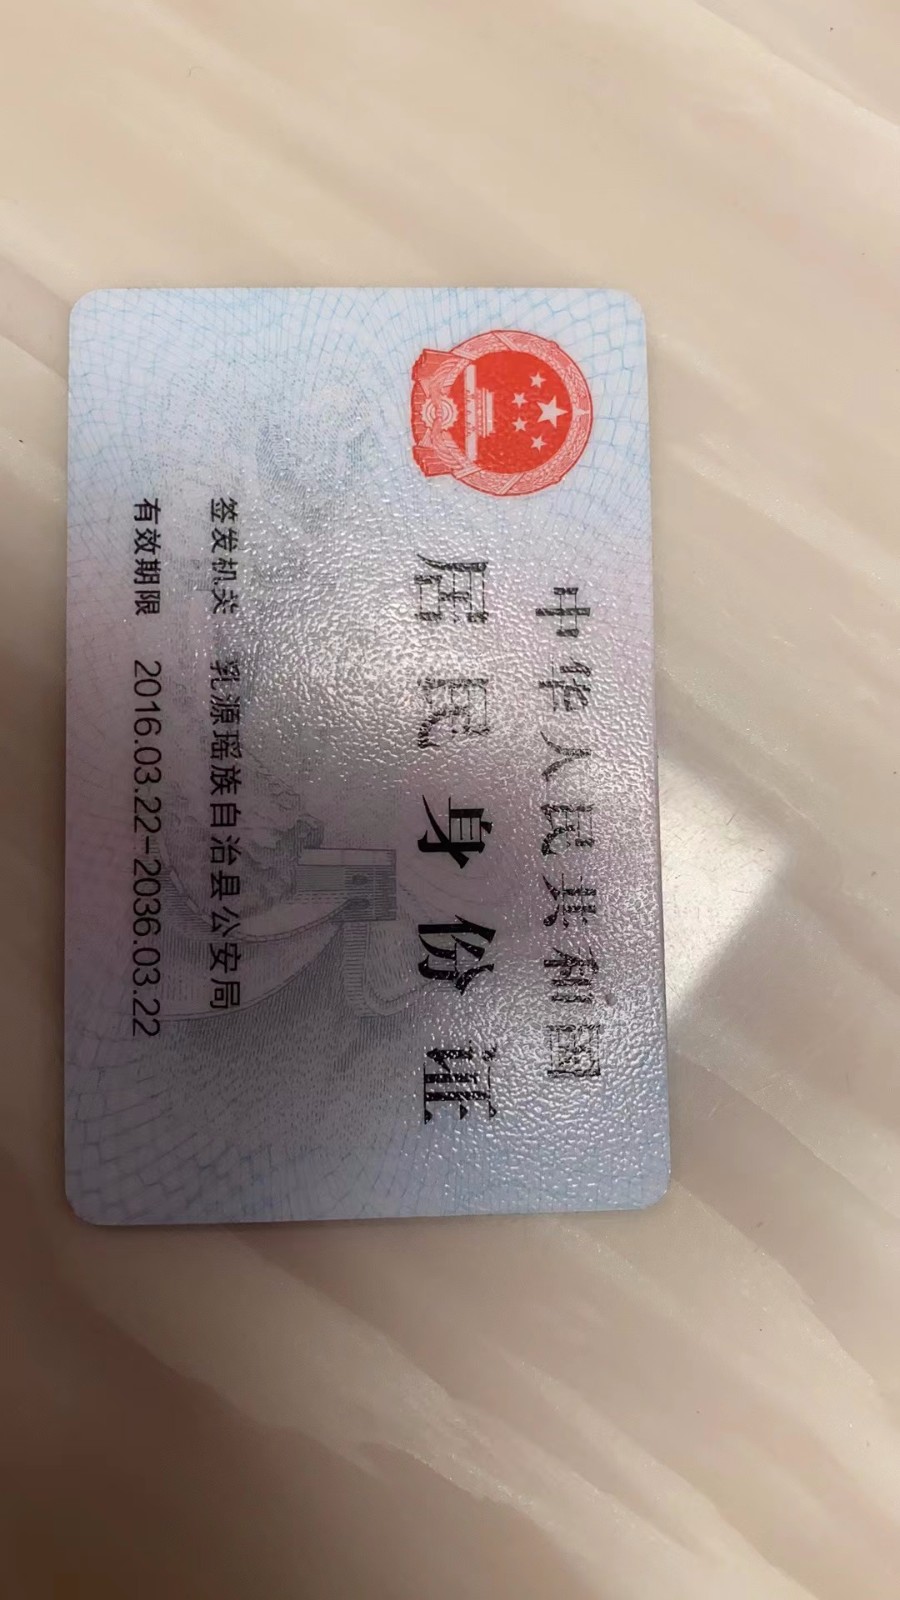 中华人民共和国
居民身份证
签发机关 乳源瑶族自治县公安局
有效期限 2016.03.22-2036.03.22